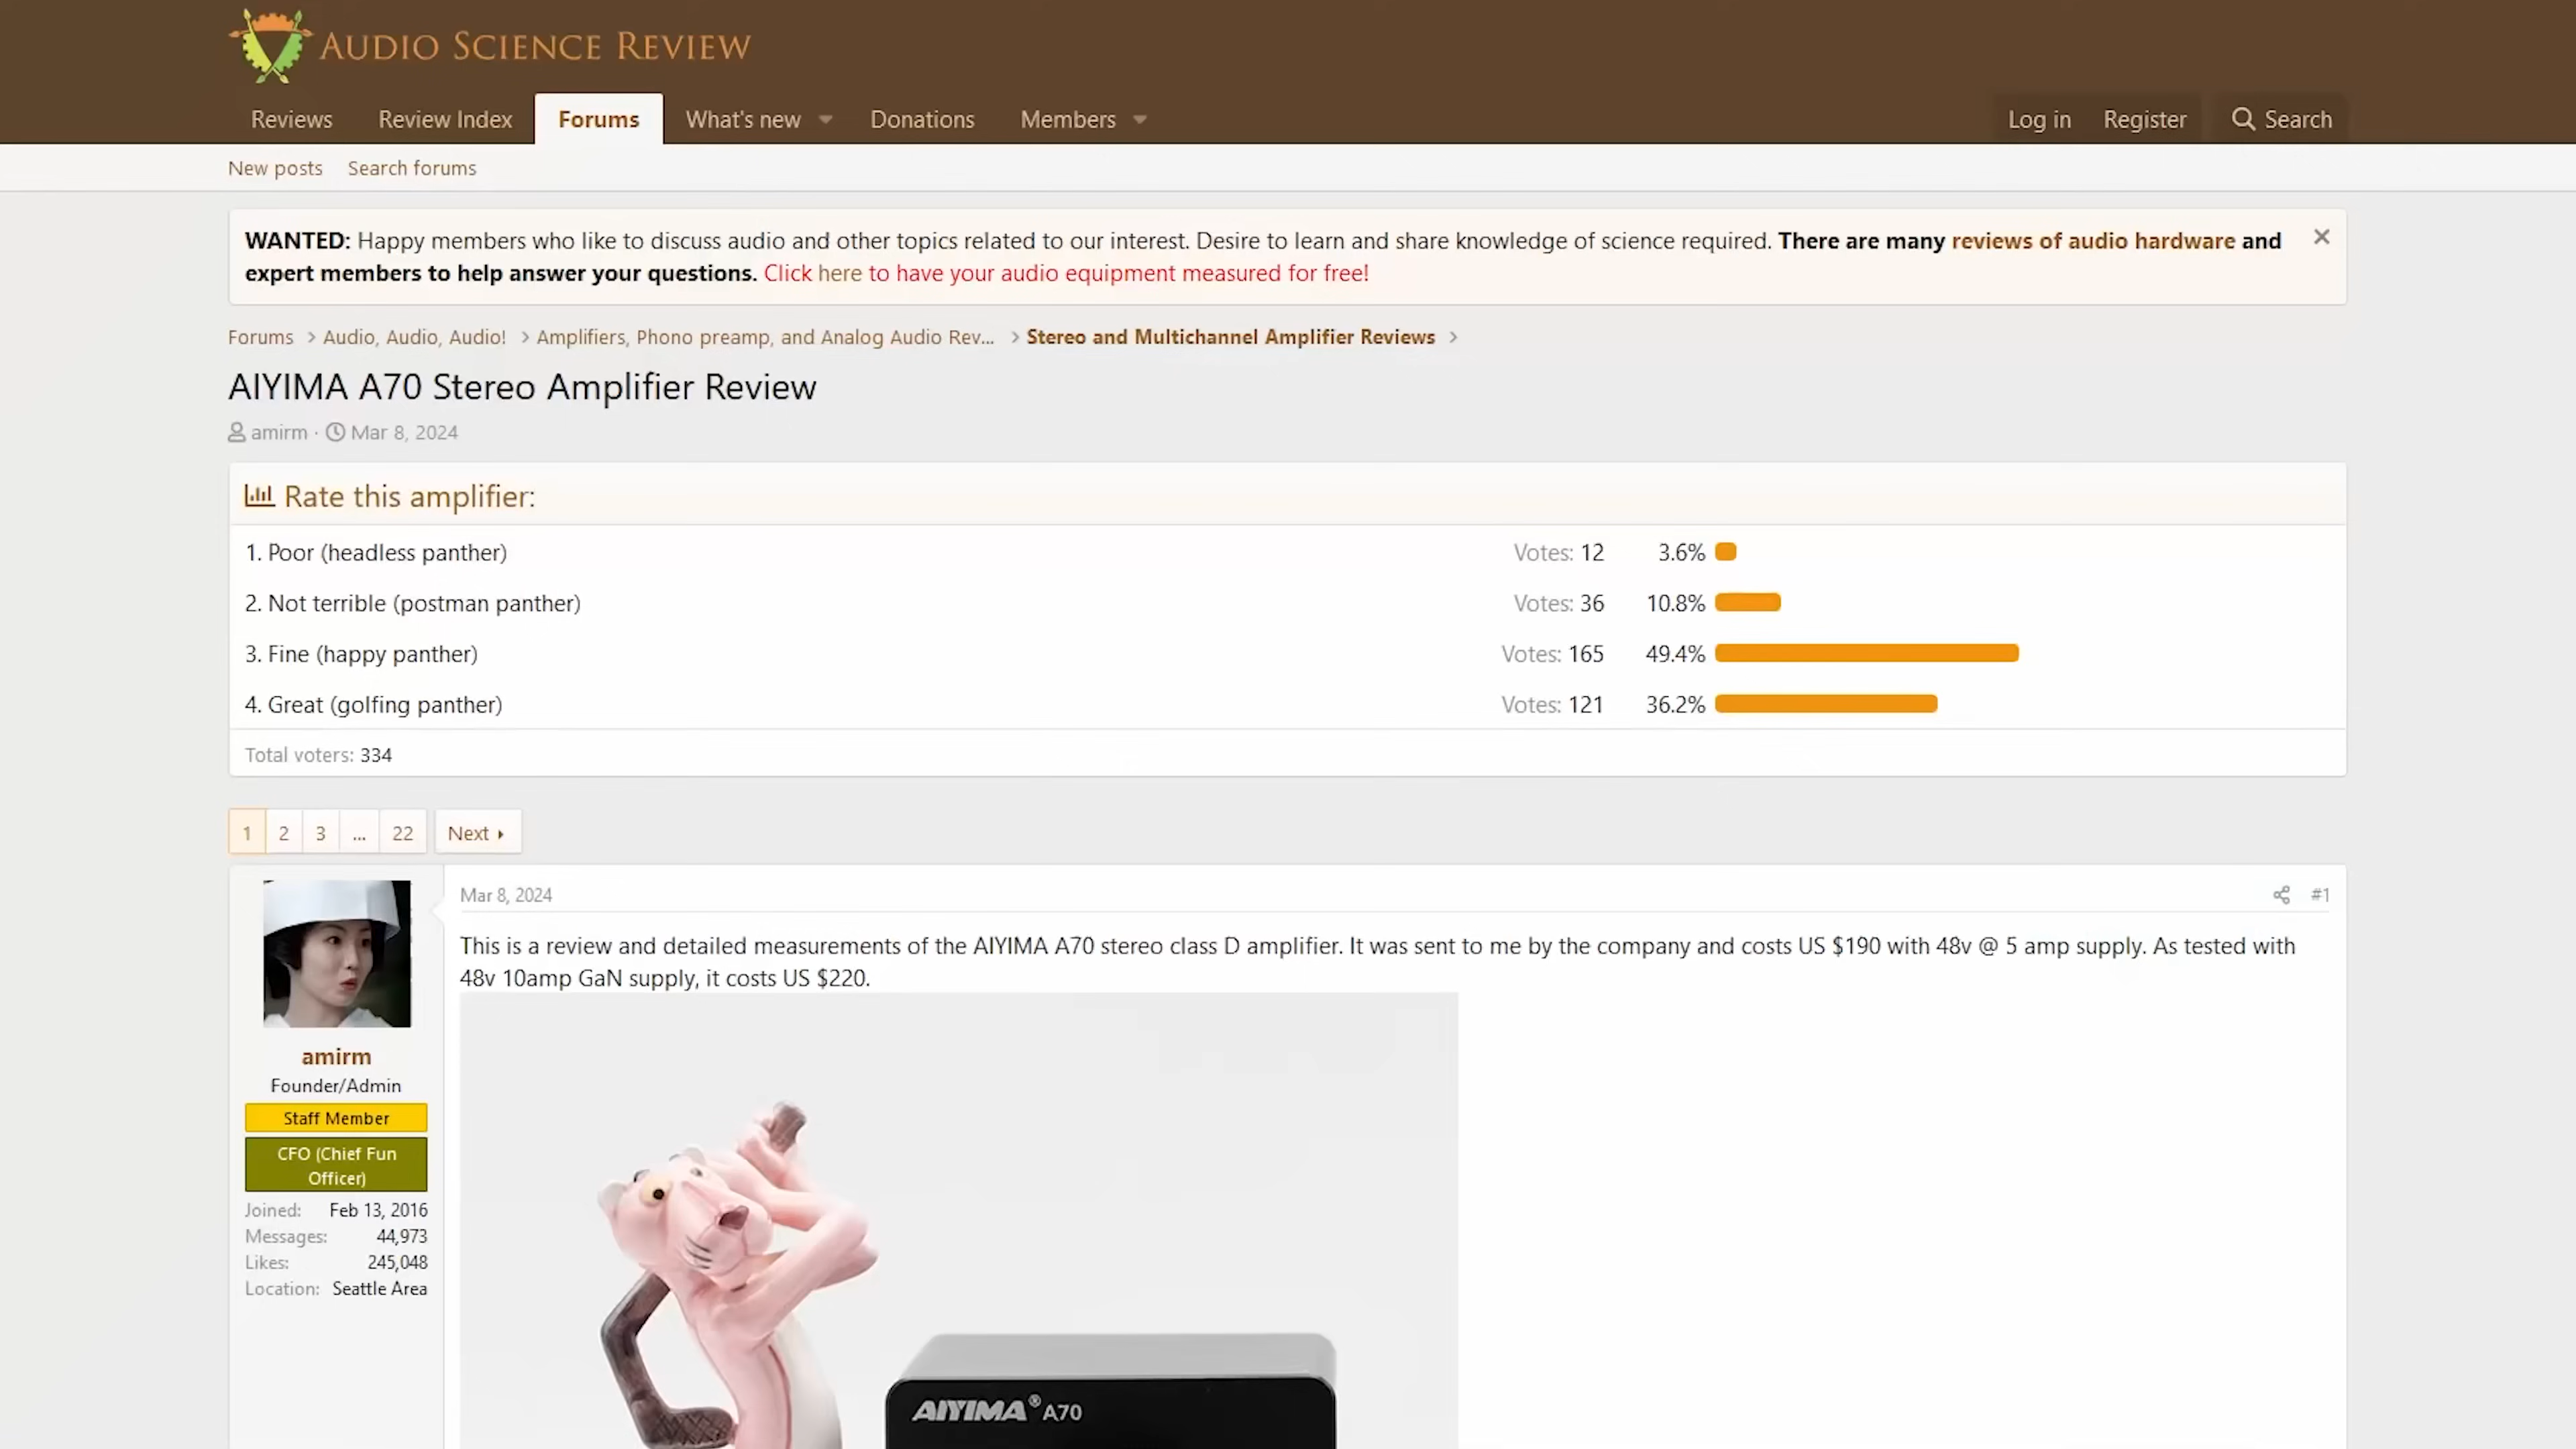 AUDIO SCIENCE REVIEW
Reviews Review Index Forums What's new Donations Members Log in Register Search
New posts Search forums
WANTED: Happy members who like to discuss audio and other topics related to our interest. Desire to learn and share knowledge of science required. There are many reviews of audio hardware and
expert members to help answer your questions. Click here to have your audio equipment measured for free!
Forums Audio, Audio, Audio! Amplifiers, Phono preamp, and Analog Audio Rev... Stereo and Multichannel Amplifier Reviews
AIYIMA A70 Stereo Amplifier Review
amirm · Mar 8, 2024
Rate this amplifier:
1. Poor (headless panther) Votes: 12 3.6%
2. Not terrible (postman panther) Votes: 36 10.8%
3. Fine (happy panther) Votes: 165 49.4%
4. Great (golfing panther) Votes: 121 36.2%
Total voters: 334
1 2 3 ... 22 Next
Mar 8, 2024 #1
This is a review and detailed measurements of the AIYIMA A70 stereo class D amplifier. It was sent to me by the company and costs US $190 with 48v @ 5 amp supply. As tested with
48v 10amp GaN supply, it costs US $220.
amirm
Founder/Admin
Staff Member
CFO (Chief Fun
Officer)
Joined: Feb 13, 2016
Messages: 44,973
Likes: 245,048
Location: Seattle Area
AIYIMA® A70